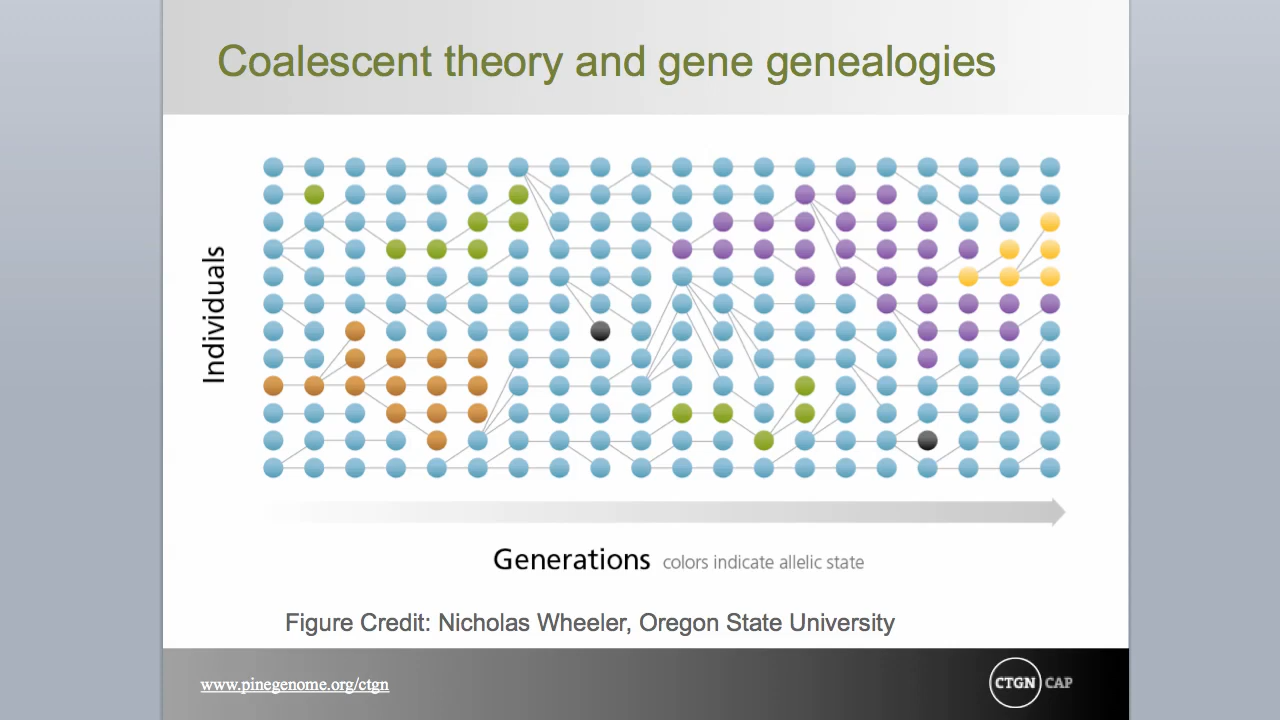 Coalescent theory and gene genealogies
Individuals
Generations colors indicate allelic state
Figure Credit: Nicholas Wheeler, Oregon State University
www.pinegenome.org/ctgn
CTGN CAP